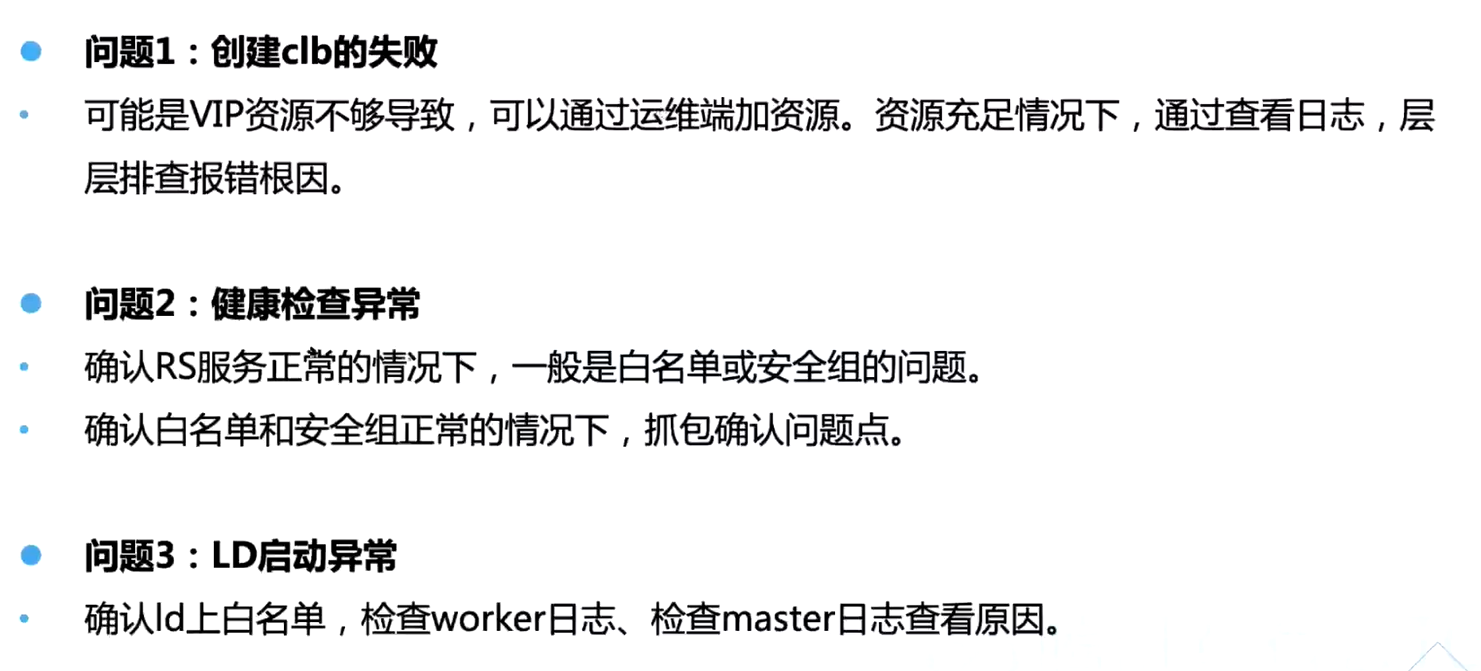 问题1：创建clb的失败
可能是VIP资源不够导致，可以通过运维端加资源。资源充足情况下，通过查看日志，层
层排查报错根因。
问题2：健康检查异常
确认RS服务正常的情况下，一般是白名单或安全组的问题。
确认白名单和安全组正常的情况下，抓包确认问题点。
问题3：LD启动异常
确认ld上白名单，检查worker日志、检查master日志查看原因。